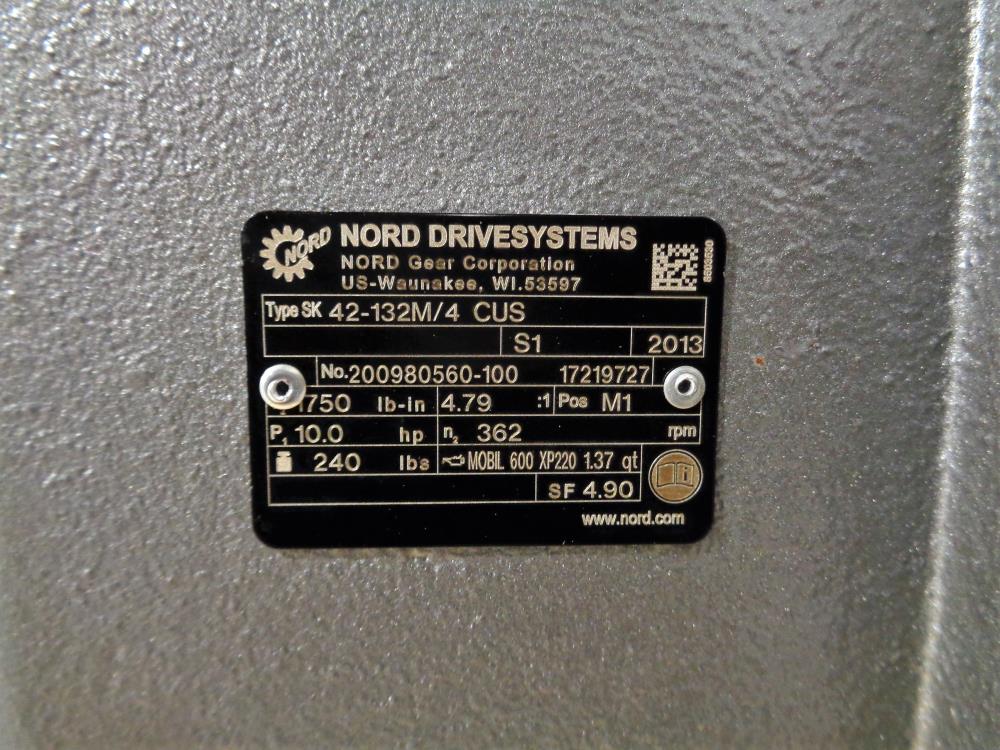 NORD
NORD DRIVESYSTEMS
NORD Gear Corporation
US-Waunakee, WI.53597
Type SK 42-132M/4 CUS
S1 2013
No.200980560-100 17219727
1750 lb-in 4.79 :1 Pos M1
P₁ 10.0 hp n₂ 362 rpm
240 lbs MOBIL 600 XP220 1.37 qt
i
SF 4.90
www.nord.com